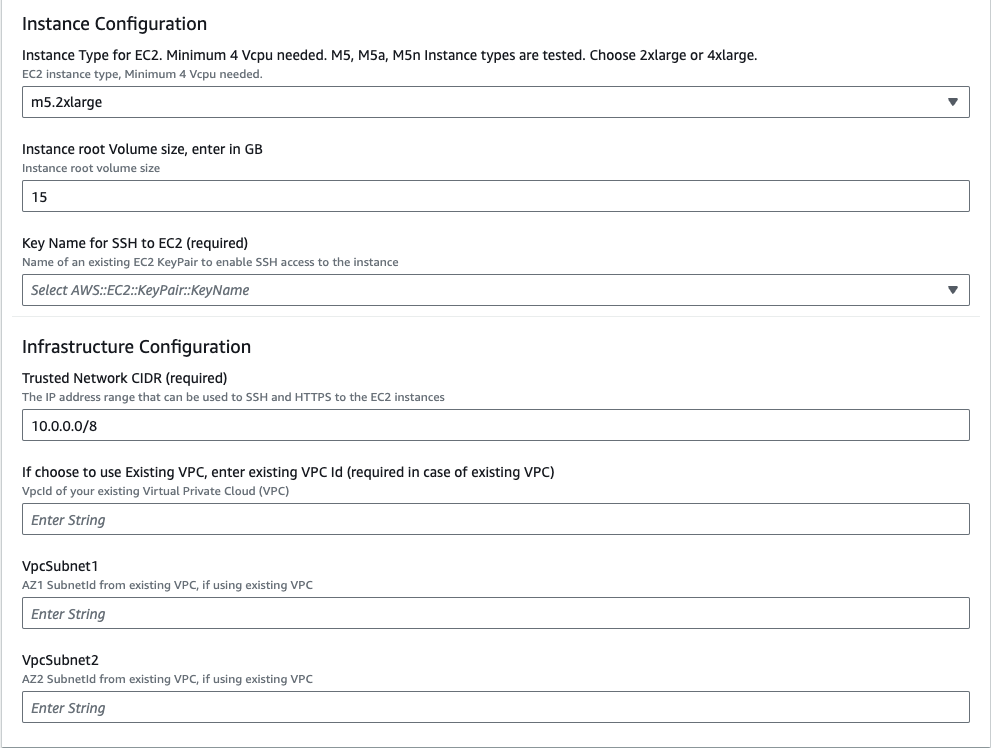 Instance Configuration
Instance Type for EC2. Minimum 4 Vcpu needed. M5, M5a, M5n Instance types are tested. Choose 2xlarge or 4xlarge.
EC2 instance type, Minimum 4 Vcpu needed.
m5.2xlarge
Instance root Volume size, enter in GB
Instance root volume size
15
Key Name for SSH to EC2 (required)
Name of an existing EC2 KeyPair to enable SSH access to the instance
Select AWS::EC2::KeyPair::KeyName
Infrastructure Configuration
Trusted Network CIDR (required)
The IP address range that can be used to SSH and HTTPS to the EC2 instances
10.0.0.0/8
If choose to use Existing VPC, enter existing VPC Id (required in case of existing VPC)
VpcId of your existing Virtual Private Cloud (VPC)
Enter String
VpcSubnet1
AZ1 SubnetId from existing VPC, if using existing VPC
Enter String
VpcSubnet2
AZ2 SubnetId from existing VPC, if using existing VPC
Enter String